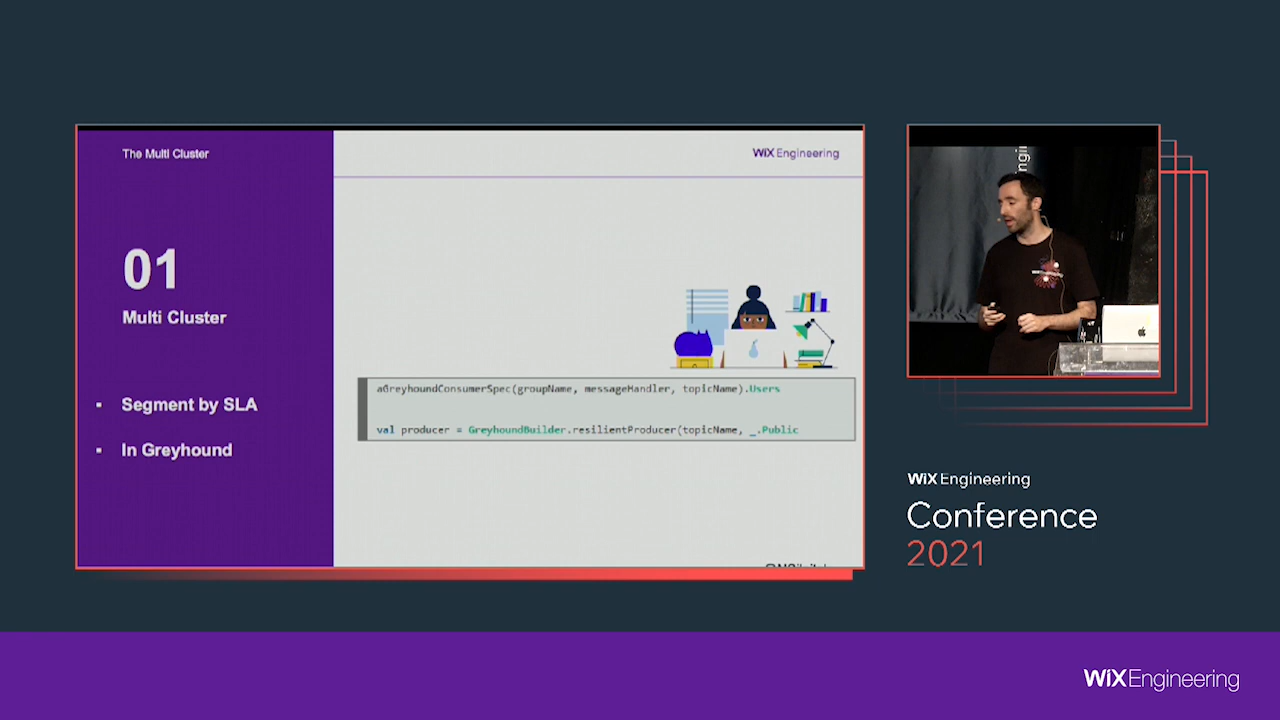 The Multi Cluster
WiX Engineering
01
Multi Cluster
▪ Segment by SLA
▪ In Greyhound
aGreyhoundConsumerSpec(groupName, messageHandler, topicName).Users
val producer = GreyhoundBuilder.resilientProducer(topicName, _.Public
WiX Engineering
Conference
2021
WiX Engineering